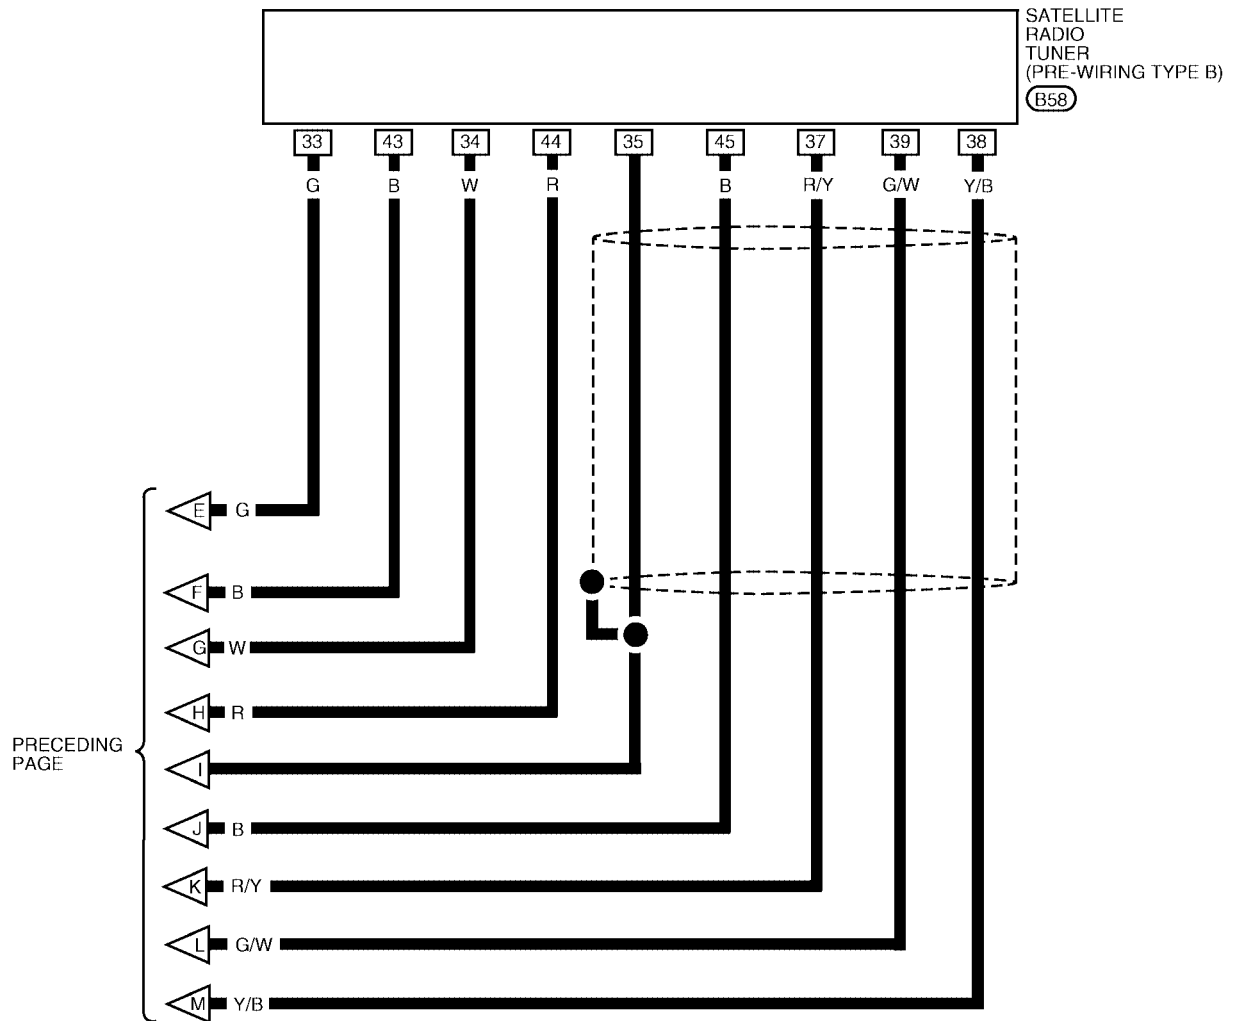 SATELLITE
RADIO
TUNER
(PRE-WIRING TYPE B)
B58
33 43 34 44 35 45 37 39 38
G B W R B R/Y G/W Y/B
E G
F B
G W
H R
PRECEDING
PAGE
I
J B
K R/Y
L G/W
M Y/B